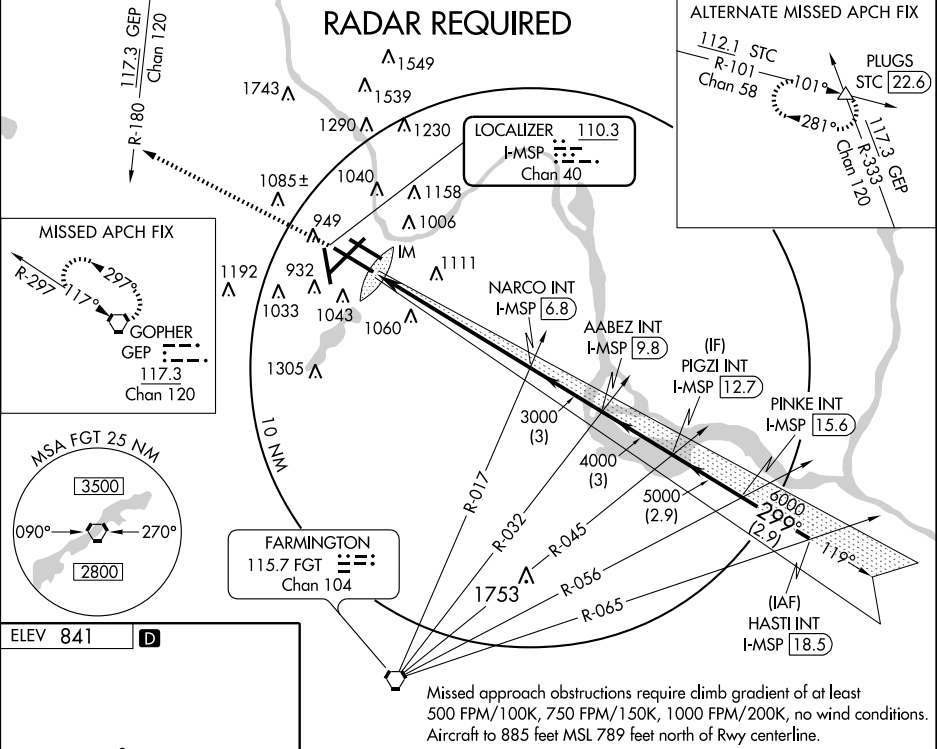 RADAR REQUIRED
117.3 GEP
Chan 120
R-180
1549
1743
1539
1290
1230
LOCALIZER 110.3
I-MSP
Chan 40
ALTERNATE MISSED APCH FIX
112.1 STC
R-101
Chan 58
101°
281°
PLUGS
STC 22.6
117.3 GEP
R-333
Chan 120
1085±
1040
1158
949
1006
IM
1192
932
1111
1033
1043
1060
1305
MISSED APCH FIX
R-297
297°
117°
GOPHER
GEP
117.3
Chan 120
NARCO INT
I-MSP 6.8
AABEZ INT
I-MSP 9.8
(IF)
PIGZI INT
I-MSP 12.7
PINKE INT
I-MSP 15.6
3000
(3)
4000
(3)
5000
(2.9)
6000
299°
(2.9)
119°
10 NM
MSA FGT 25 NM
3500
090°
270°
2800
R-017
R-032
R-045
R-056
R-065
FARMINGTON
115.7 FGT
Chan 104
1753
(IAF)
HASTI INT
I-MSP 18.5
ELEV 841 D
Missed approach obstructions require climb gradient of at least
500 FPM/100K, 750 FPM/150K, 1000 FPM/200K, no wind conditions.
Aircraft to 885 feet MSL 789 feet north of Rwy centerline.